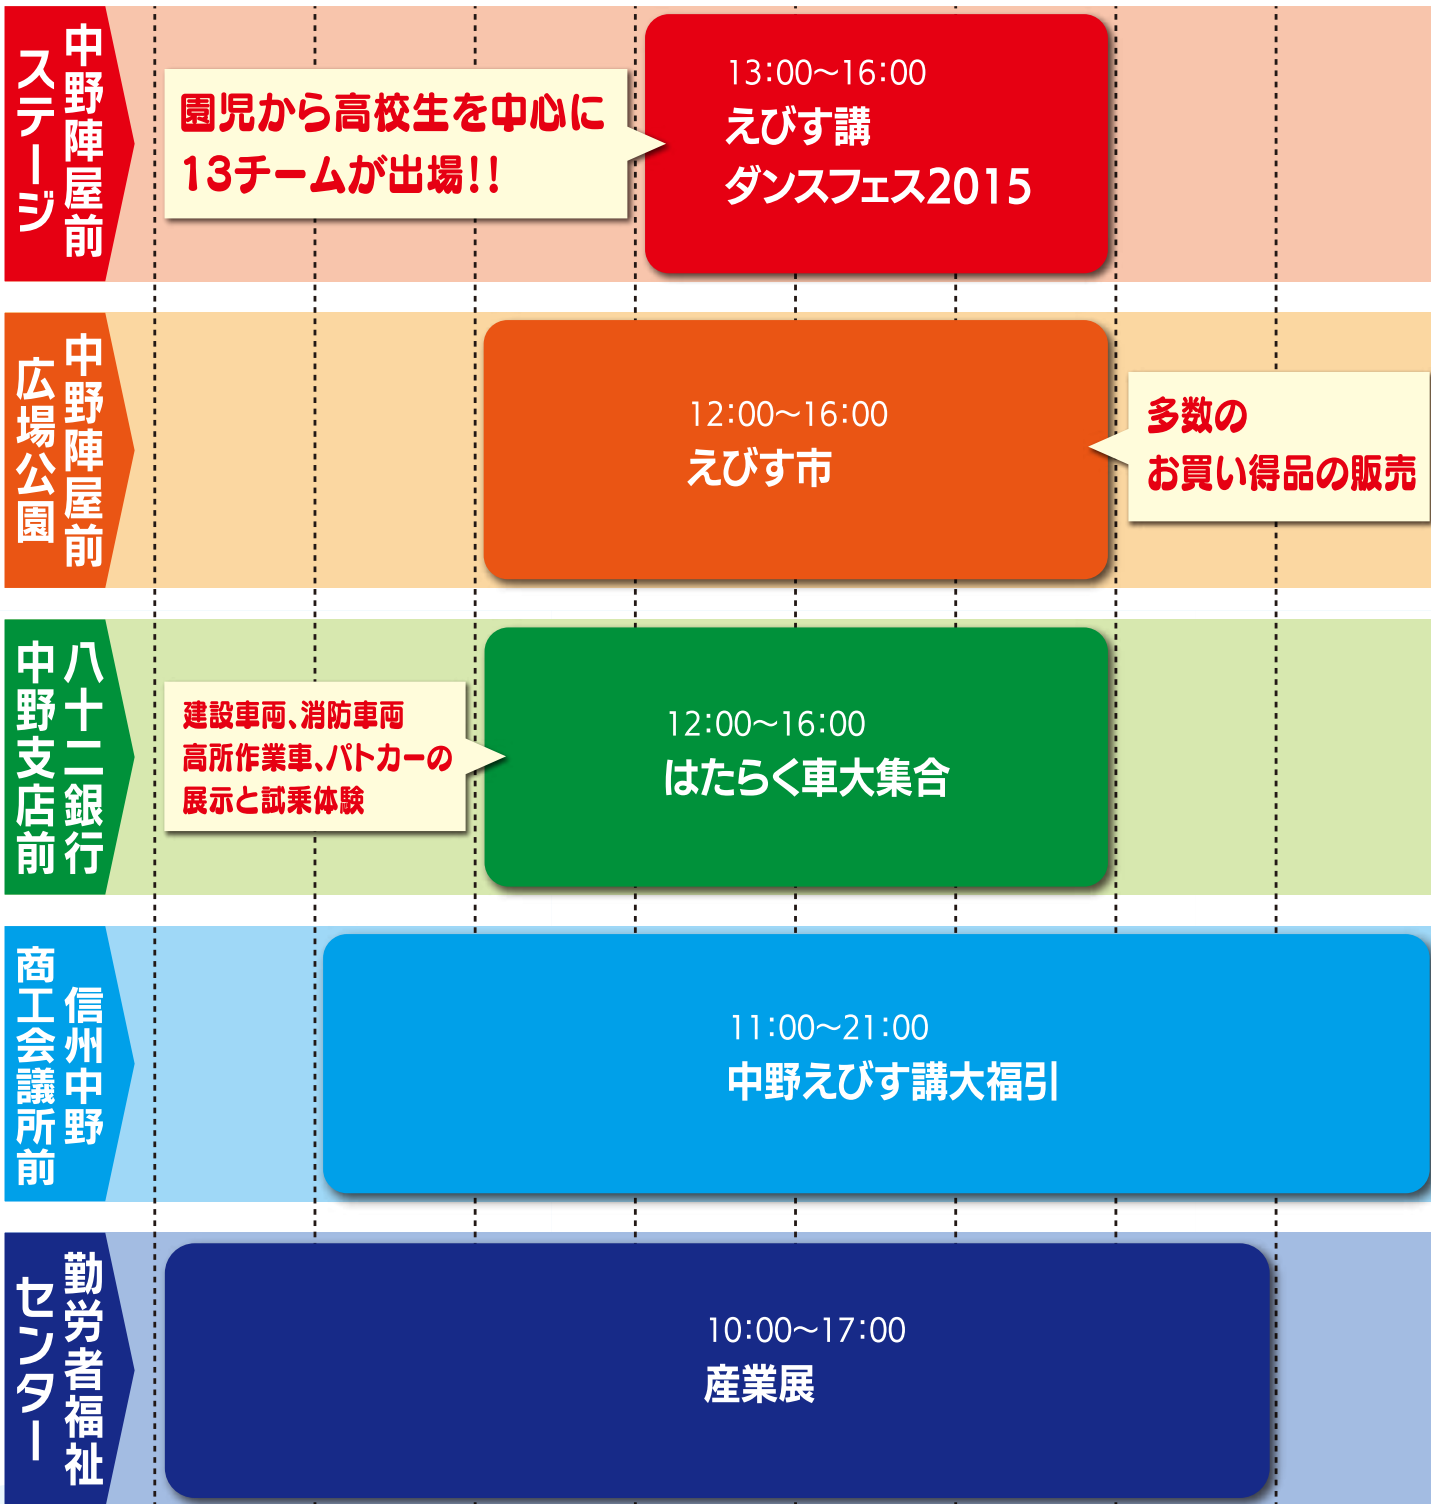 中野陣屋前
ステージ
園児から高校生を中心に
13チームが出場!!
13:00～16:00
えびす講
ダンスフェス2015
中野陣屋前
広場公園
12:00～16:00
えびす市
多数の
お買い得品の販売
八十二銀行
中野支店前
建設車両、消防車両
高所作業車、パトカーの
展示と試乗体験
12:00～16:00
はたらく車大集合
信州中野
商工会議所前
11:00～21:00
中野えびす講大福引
勤労者福祉
センター
10:00～17:00
産業展